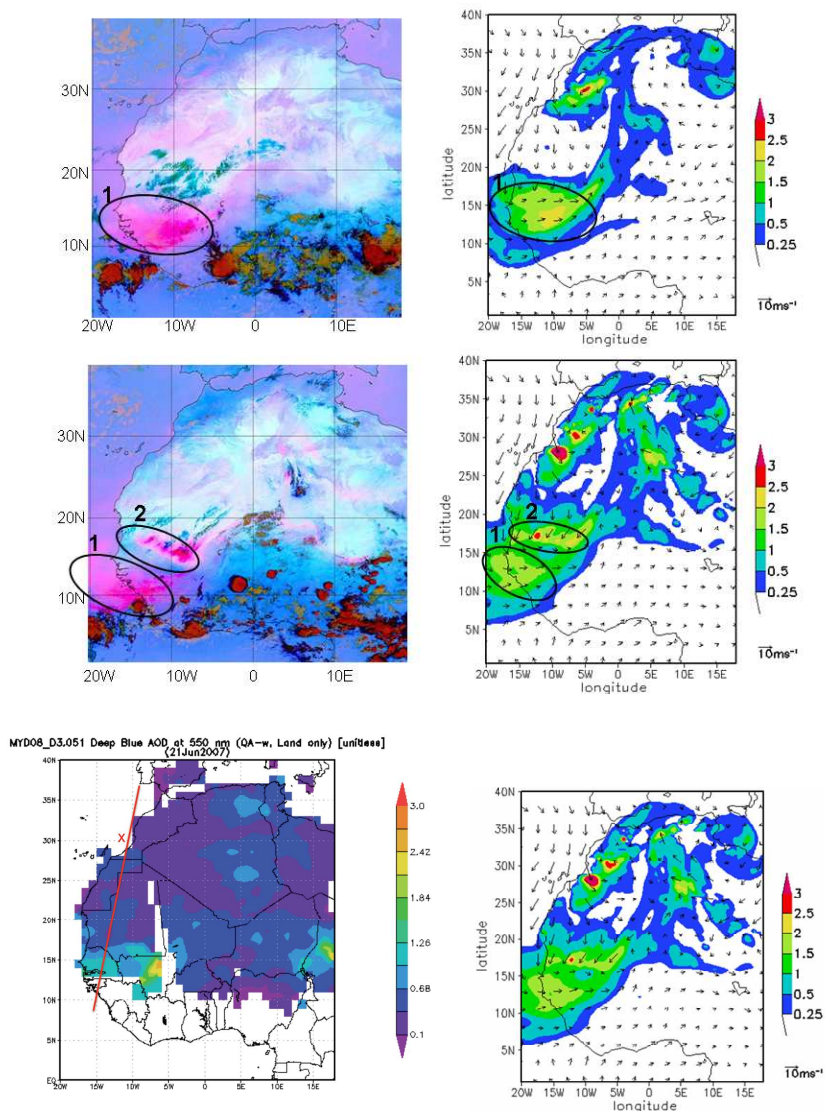 40N
35N
30N
25N
20N
15N
10N
5N
latitude
20W 15W 10W 5W 0 5E 10E 15E
longitude
3
2.5
2
1.5
1
0.5
0.25
10ms⁻¹
1
30N
20N
10N
1
20W 10W 0 10E
40N
35N
30N
25N
20N
15N
10N
5N
latitude
20W 15W 10W 5W 0 5E 10E 15E
longitude
3
2.5
2
1.5
1
0.5
0.25
10ms⁻¹
1
2
30N
20N
10N
1
2
20W 10W 0 10E
MYD08_D3.051 Deep Blue AOD at 550 nm (QA-w, Land only) [unitless]
(21Jun2007)
40N
35N
30N
25N
20N
15N
10N
5N
EQ
20W 15W 10W 5W 0 5E 10E 15E
X
3.0
2.42
1.84
1.26
0.68
0.1
40N
35N
30N
25N
20N
15N
10N
5N
latitude
20W 15W 10W 5W 0 5E 10E 15E
longitude
3
2.5
2
1.5
1
0.5
0.25
10ms⁻¹